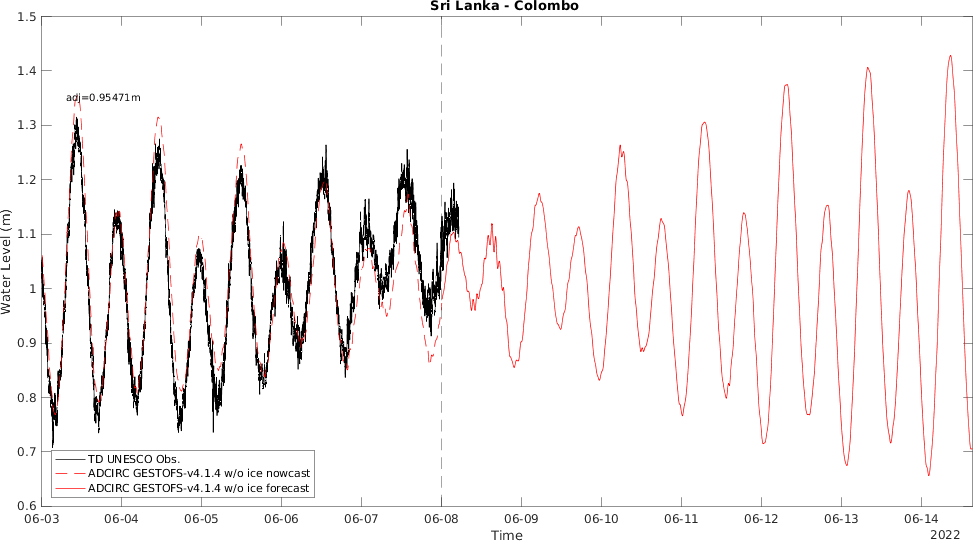 Sri Lanka - Colombo
1.5
1.4
1.3
1.2
1.1
1
0.9
0.8
0.7
0.6
Water Level (m)
adj=0.95471m
TD UNESCO Obs.
ADCIRC GESTOFS-v4.1.4 w/o ice nowcast
ADCIRC GESTOFS-v4.1.4 w/o ice forecast
06-03 06-04 06-05 06-06 06-07 06-08 06-09 06-10 06-11 06-12 06-13 06-14
Time
2022